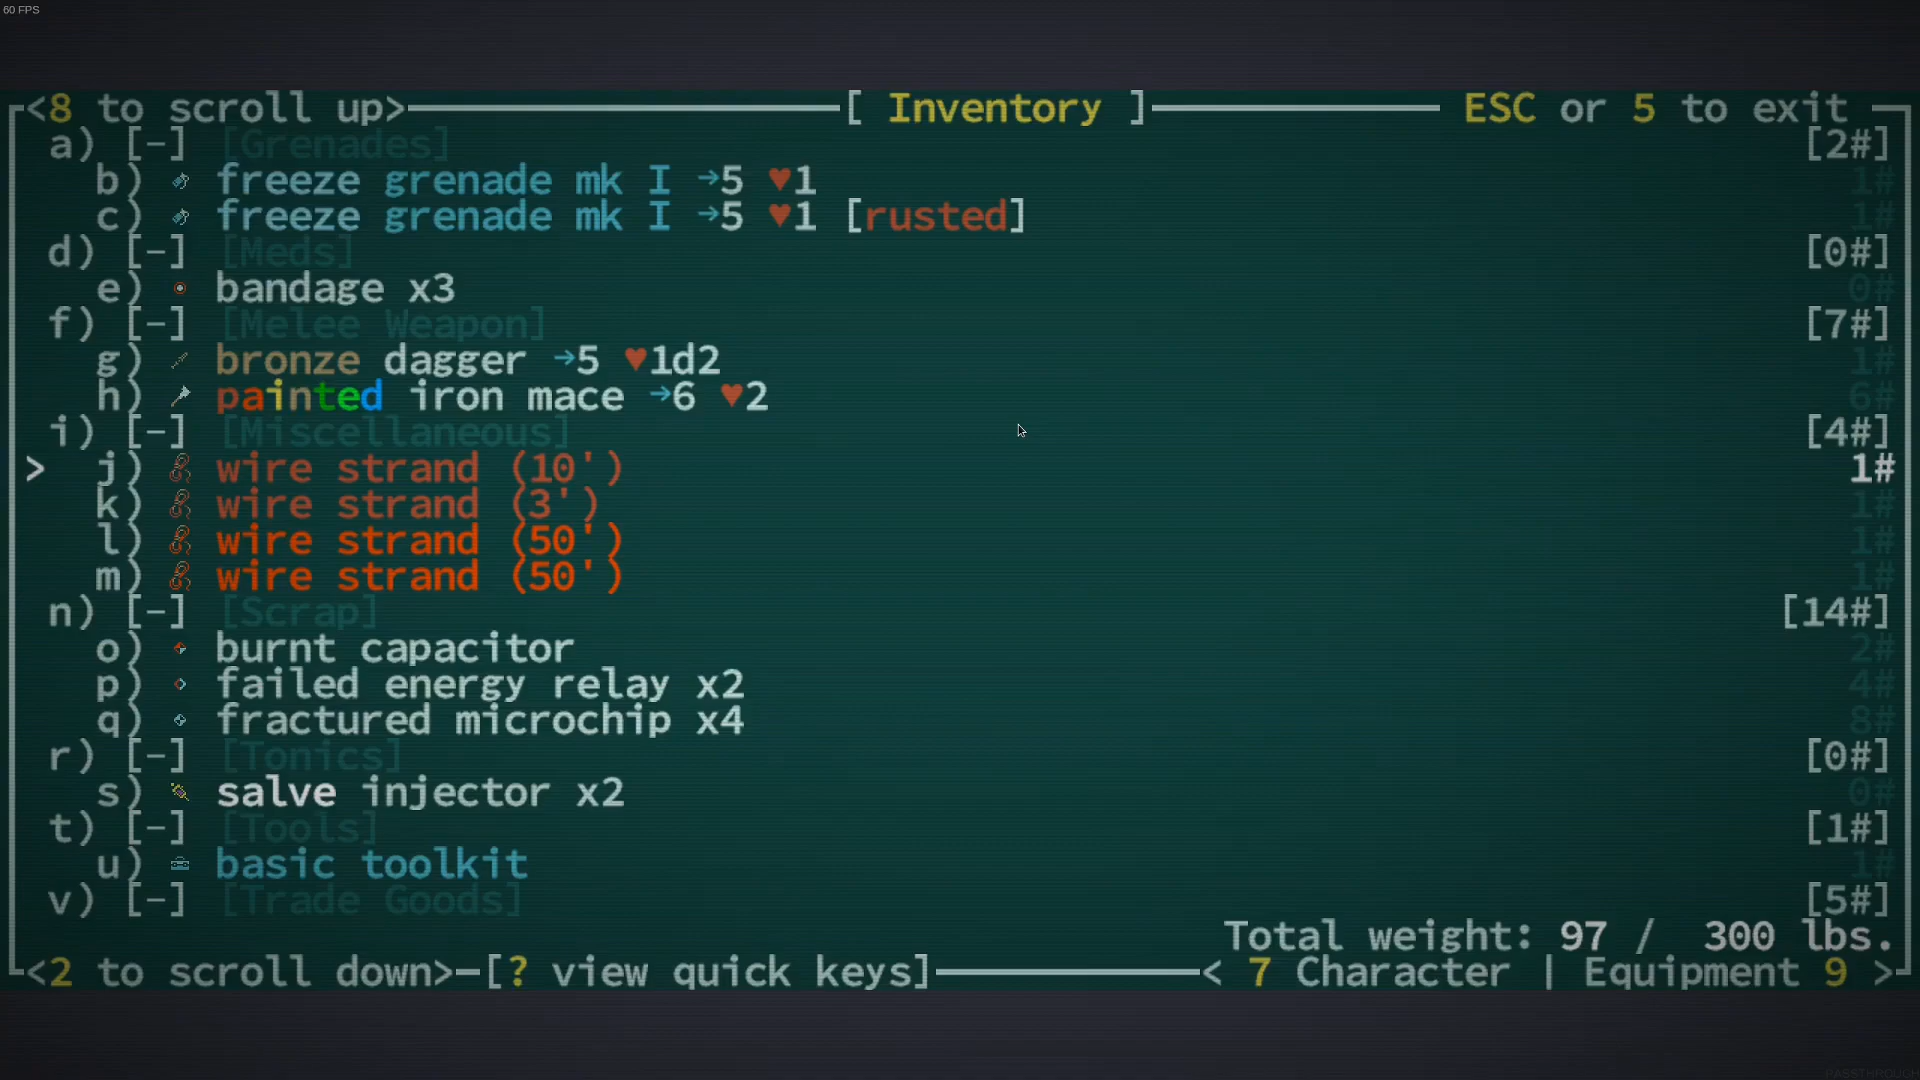 60 FPS
<8 to scroll up> [ Inventory ] ESC or 5 to exit
a) [-] [Grenades] [2#]
b) freeze grenade mk I →5 ♥1 1#
c) freeze grenade mk I →5 ♥1 [rusted] 1#
d) [-] [Meds] [0#]
e) bandage x3 0#
f) [-] [Melee Weapon] [7#]
g) bronze dagger →5 ♥1d2 1#
h) painted iron mace →6 ♥2 6#
i) [-] [Miscellaneous] [4#]
> j) wire strand (10') 1#
k) wire strand (3') 1#
l) wire strand (50') 1#
m) wire strand (50') 1#
n) [-] [Scrap] [14#]
o) burnt capacitor 2#
p) failed energy relay x2 4#
q) fractured microchip x4 8#
r) [-] [Tonics] [0#]
s) salve injector x2 0#
t) [-] [Tools] [1#]
u) basic toolkit 1#
v) [-] [Trade Goods] [5#]
Total weight: 97 / 300 lbs.
<2 to scroll down> [? view quick keys] < 7 Character | Equipment 9 >
PASSTHROUGH